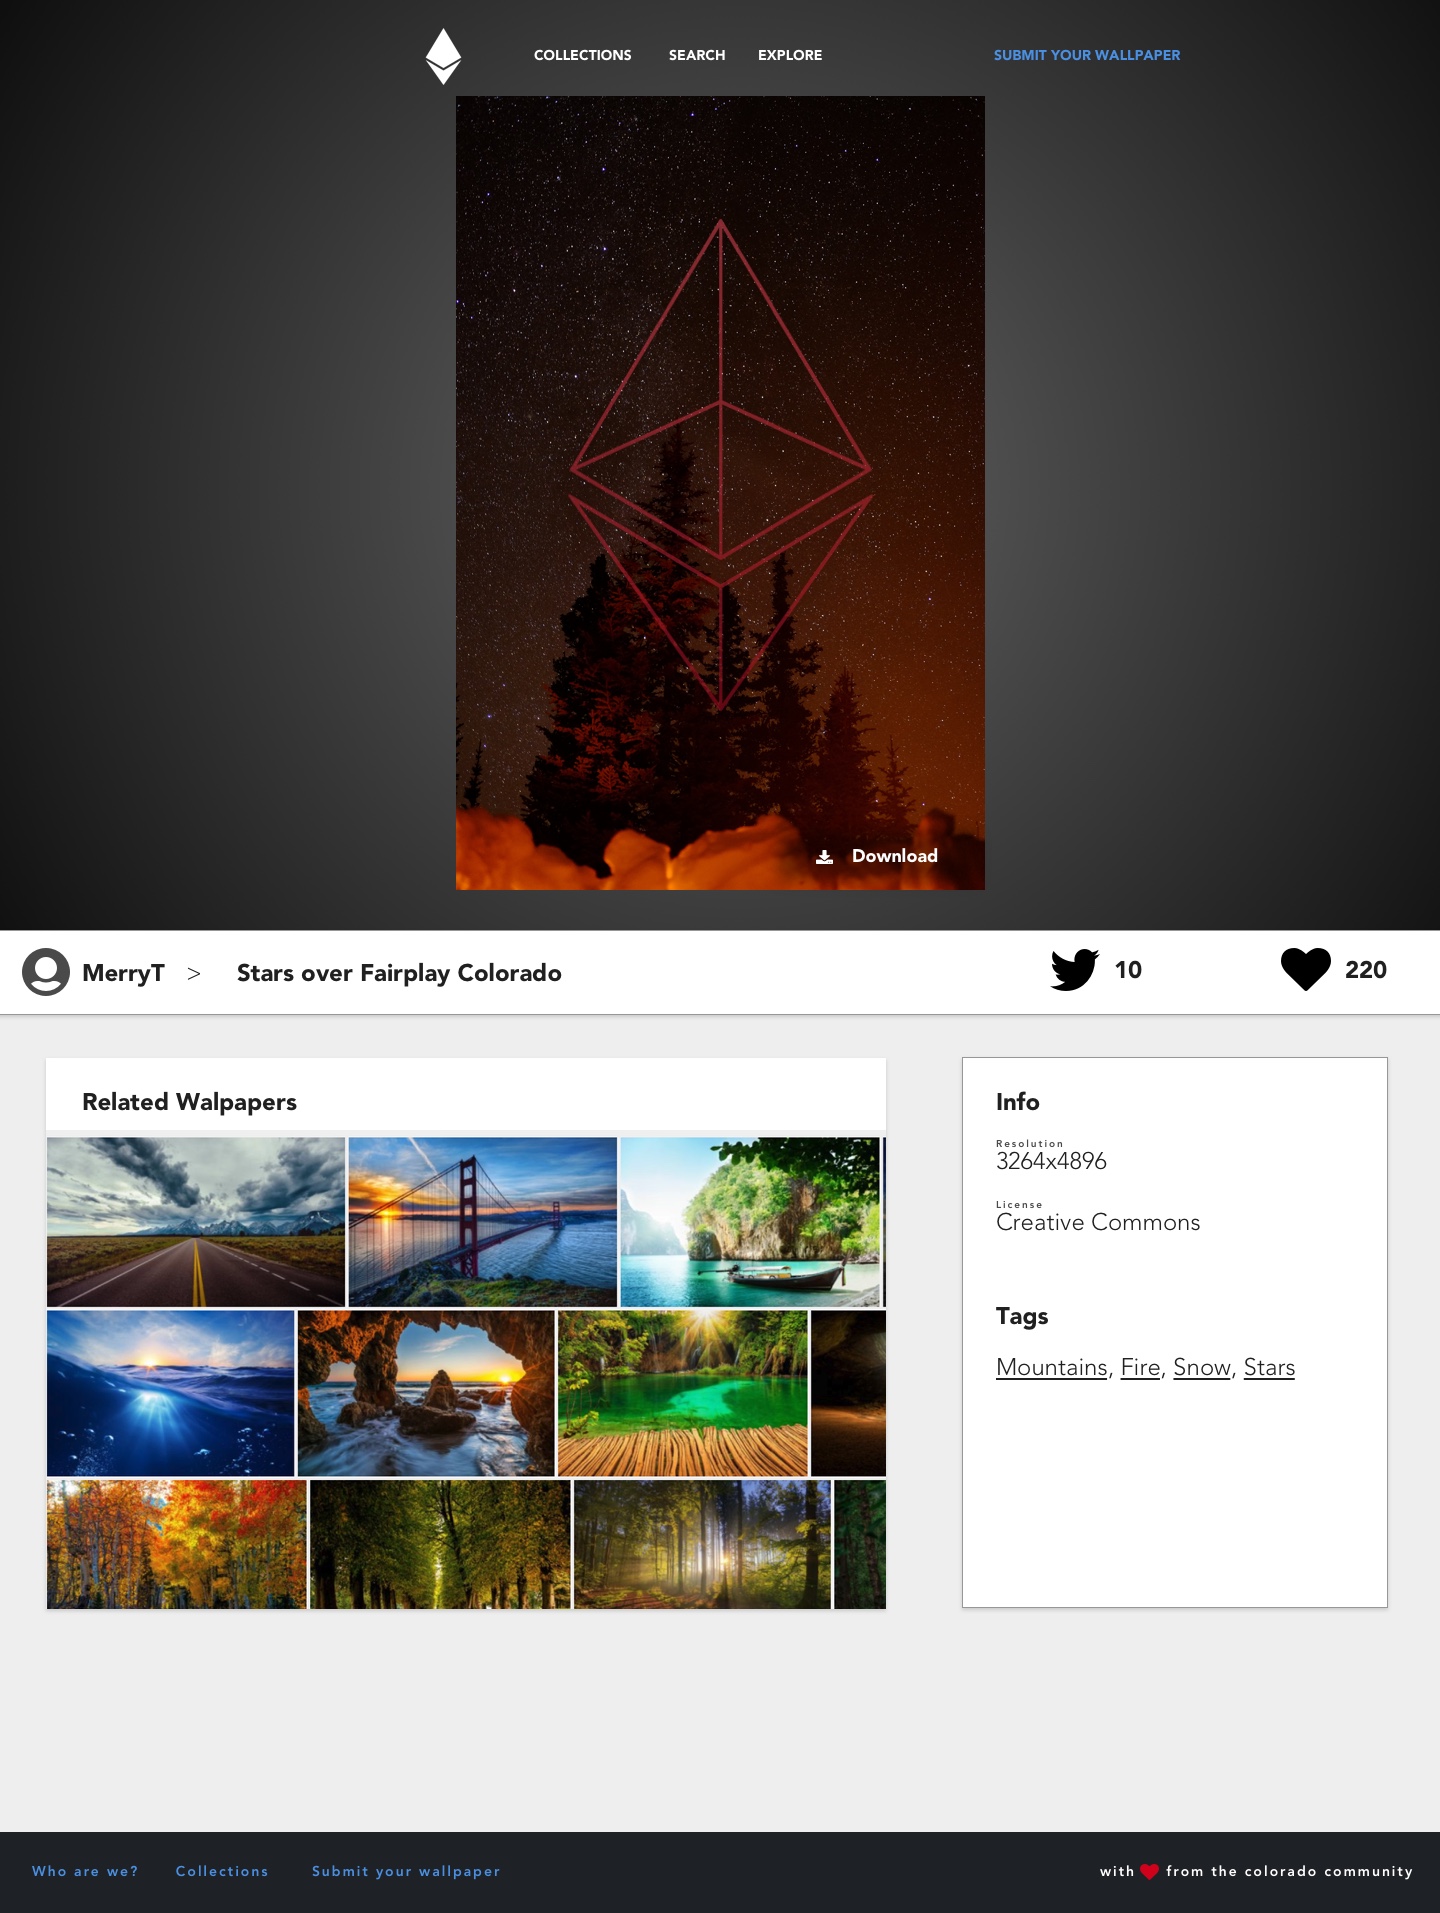 COLLECTIONS SEARCH EXPLORE SUBMIT YOUR WALLPAPER
Download
MerryT > Stars over Fairplay Colorado 10 220
Related Walpapers
Info
Resolution
3264x4896
License
Creative Commons
Tags
Mountains, Fire, Snow, Stars
Who are we? Collections Submit your wallpaper with from the colorado community